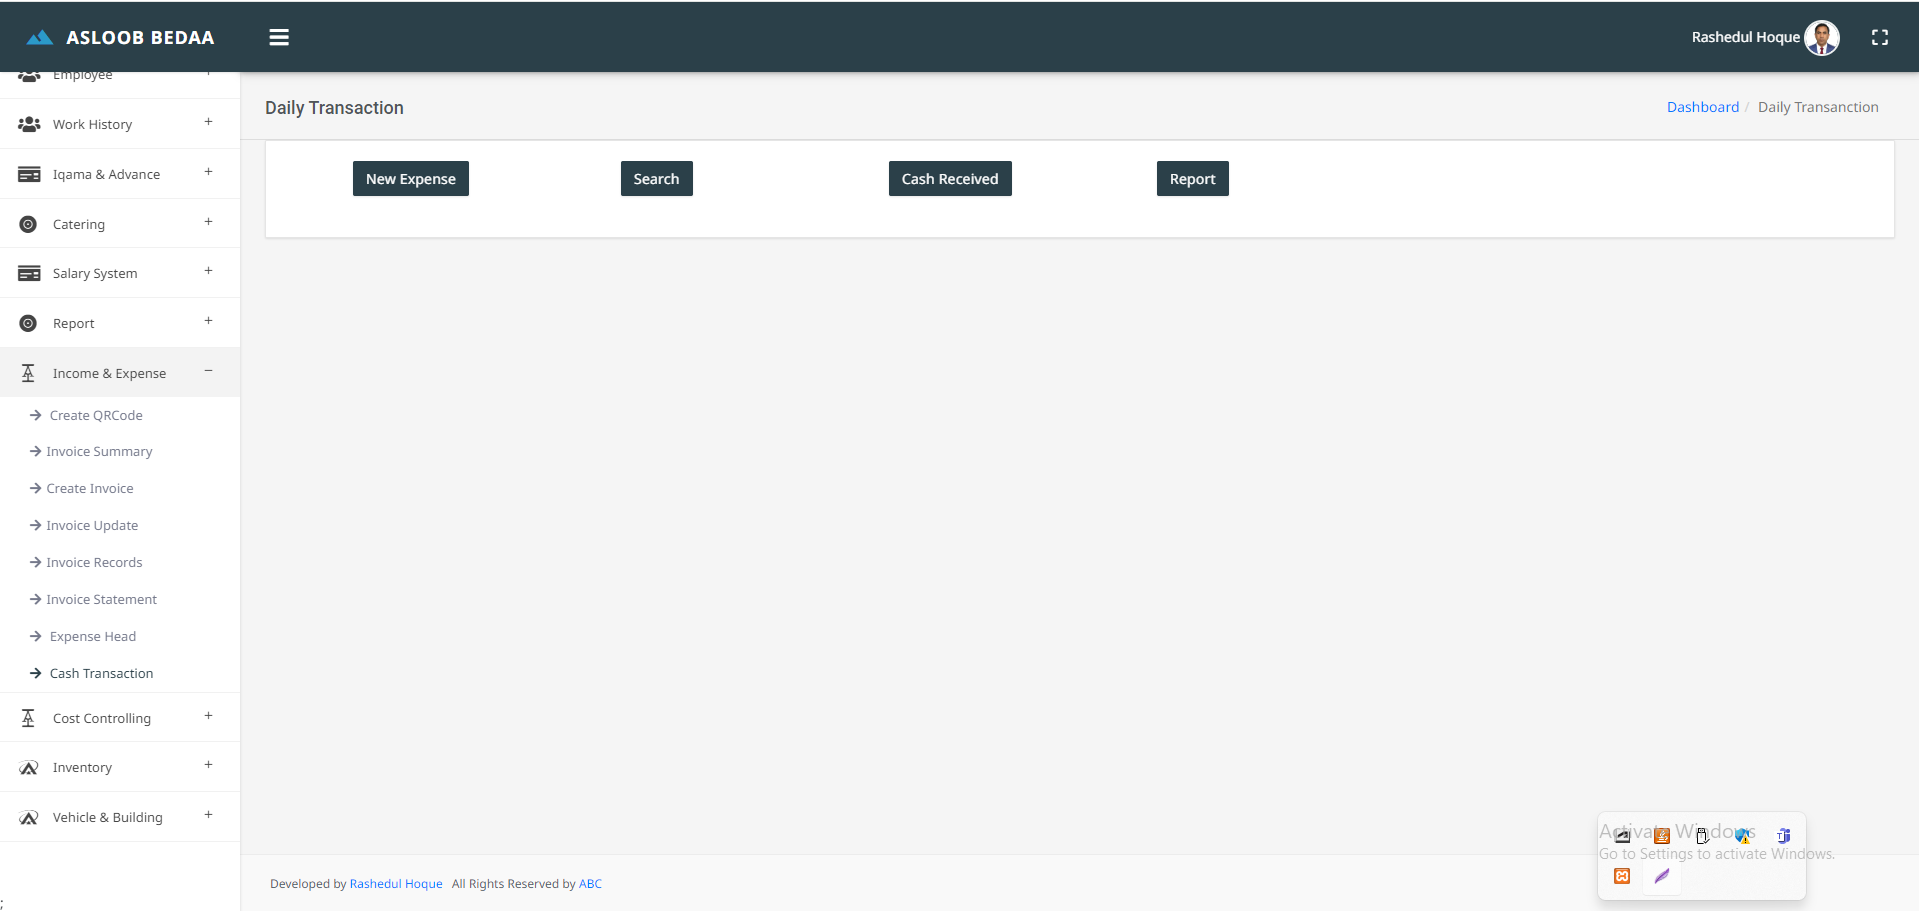 ASLOOB BEDAA
Rashedul Hoque
Employee
Work History
Iqama & Advance
Catering
Salary System
Report
Income & Expense
Create QRCode
Invoice Summary
Create Invoice
Invoice Update
Invoice Records
Invoice Statement
Expense Head
Cash Transaction
Cost Controlling
Inventory
Vehicle & Building
;
Daily Transaction
Dashboard / Daily Transanction
New Expense
Search
Cash Received
Report
Activate Windows
Go to Settings to activate Windows.
Developed by Rashedul Hoque All Rights Reserved by ABC